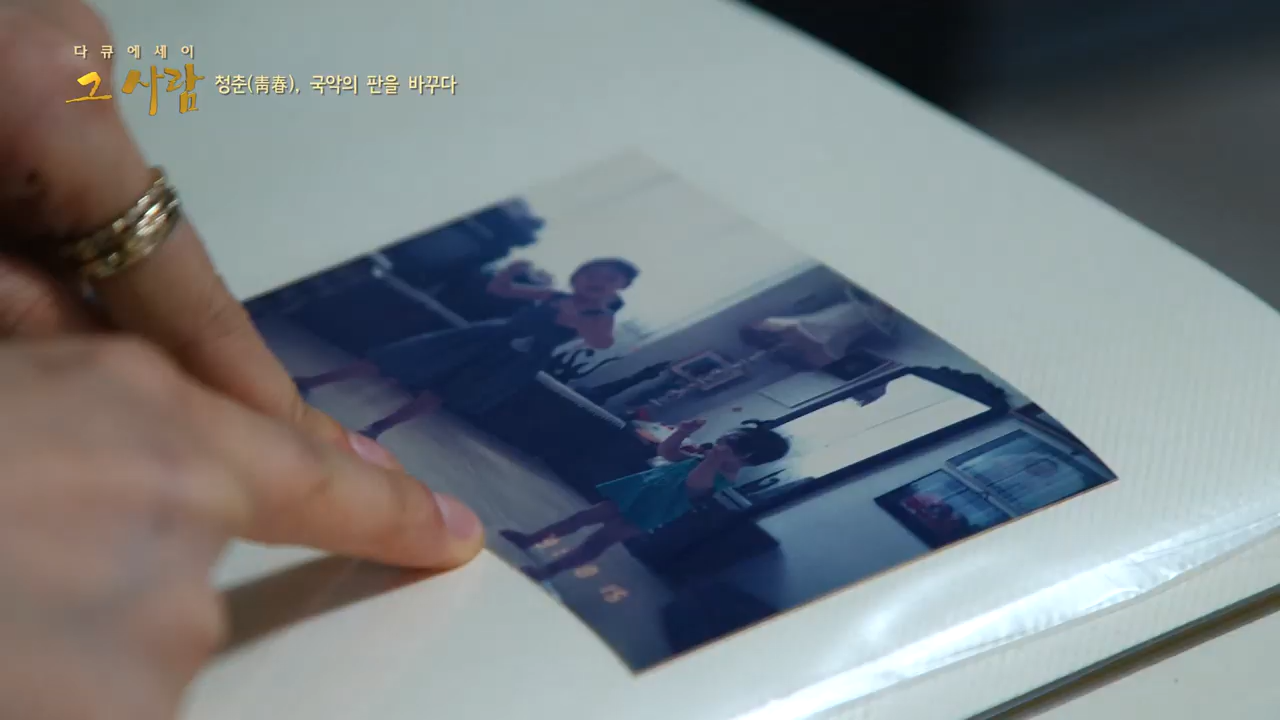 다큐에세이
그 사람
청춘(靑春), 국악의 판을 바꾸다